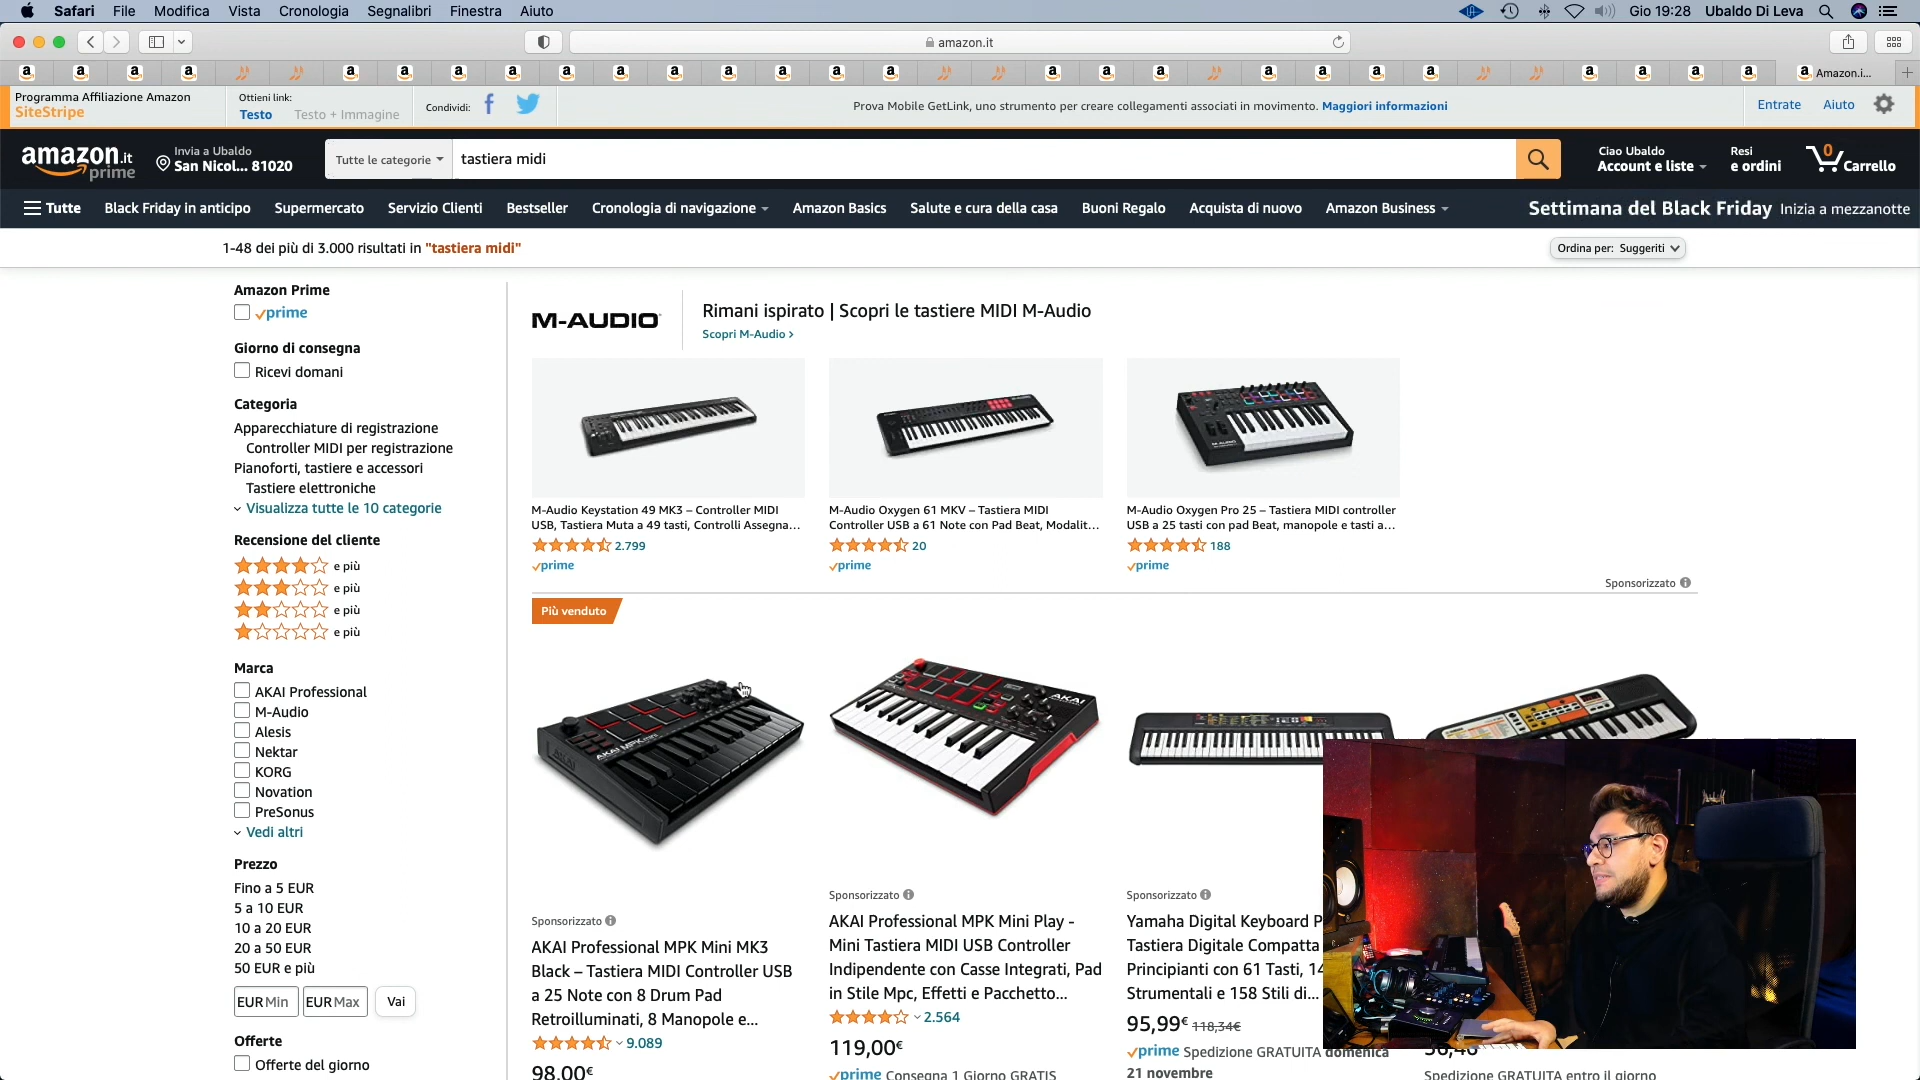 Safari File Modifica Vista Cronologia Segnalibri Finestra Aiuto
Gio 19:28 Ubaldo Di Leva
amazon.it
Amazon.i...
Programma Affiliazione Amazon
SiteStripe
Ottieni link:
Testo Testo + Immagine
Condividi:
Prova Mobile GetLink, uno strumento per creare collegamenti associati in movimento. Maggiori informazioni
Entrate Aiuto
amazon.it
prime
Invia a Ubaldo
San Nicol... 81020
Tutte le categorie
tastiera midi
Ciao Ubaldo
Account e liste
Resi
e ordini
0
Carrello
Tutte Black Friday in anticipo Supermercato Servizio Clienti Bestseller Cronologia di navigazione Amazon Basics Salute e cura della casa Buoni Regalo Acquista di nuovo Amazon Business
Settimana del Black Friday Inizia a mezzanotte
1-48 dei più di 3.000 risultati in "tastiera midi"
Ordina per: Suggeriti
Amazon Prime
prime
Giorno di consegna
Ricevi domani
Categoria
Apparecchiature di registrazione
Controller MIDI per registrazione
Pianoforti, tastiere e accessori
Tastiere elettroniche
Visualizza tutte le 10 categorie
Recensione del cliente
e più
e più
e più
e più
Marca
AKAI Professional
M-Audio
Alesis
Nektar
KORG
Novation
PreSonus
Vedi altri
Prezzo
Fino a 5 EUR
5 a 10 EUR
10 a 20 EUR
20 a 50 EUR
50 EUR e più
EUR Min EUR Max Vai
Offerte
Offerte del giorno
M-AUDIO
Rimani ispirato | Scopri le tastiere MIDI M-Audio
Scopri M-Audio ›
M-Audio Keystation 49 MK3 – Controller MIDI
USB, Tastiera Muta a 49 tasti, Controlli Assegna...
2.799
prime
M-Audio Oxygen 61 MKV – Tastiera MIDI
Controller USB a 61 Note con Pad Beat, Modalit...
20
prime
M-Audio Oxygen Pro 25 – Tastiera MIDI controller
USB a 25 tasti con pad Beat, manopole e tasti a...
188
prime
Sponsorizzato
Più venduto
AKAI MPK mini
AKAI
Sponsorizzato
AKAI Professional MPK Mini MK3
Black – Tastiera MIDI Controller USB
a 25 Note con 8 Drum Pad
Retroilluminati, 8 Manopole e...
9.089
98,00€
Sponsorizzato
AKAI Professional MPK Mini Play -
Mini Tastiera MIDI USB Controller
Indipendente con Casse Integrati, Pad
in Stile Mpc, Effetti e Pacchetto...
2.564
119,00€
prime Consegna 1 Giorno GRATIS
Sponsorizzato
Yamaha Digital Keyboard
Tastiera Digitale Compatta
Principianti con 61 Tasti,
Strumentali e 158 Stili di...
95,99€ 118,34€
prime Spedizione GRATUITA domenica
21 novembre
Spedizione GRATUITA entro il giorno